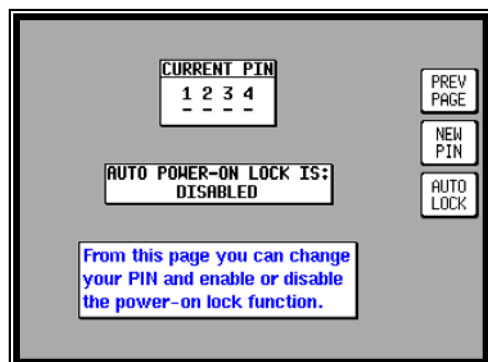 CURRENT PIN
1 2 3 4
PREV
PAGE
NEW
PIN
AUTO POWER-ON LOCK IS:
DISABLED
AUTO
LOCK
From this page you can change
your PIN and enable or disable
the power-on lock function.